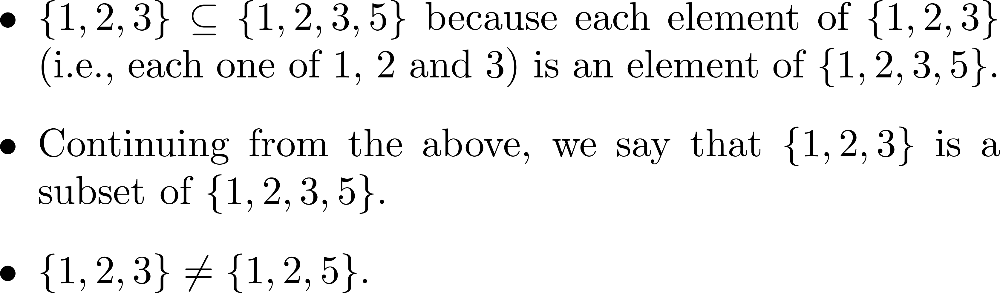 • {1, 2, 3} ⊆ {1, 2, 3, 5} because each element of {1, 2, 3}
(i.e., each one of 1, 2 and 3) is an element of {1, 2, 3, 5}.
• Continuing from the above, we say that {1, 2, 3} is a
subset of {1, 2, 3, 5}.
• {1, 2, 3} ≠ {1, 2, 5}.